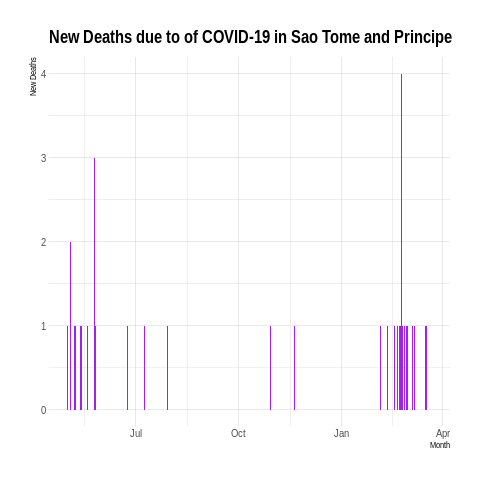 New Deaths due to of COVID-19 in Sao Tome and Principe
New Deaths
4
3
2
1
0
Jul
Oct
Jan
Apr
Month